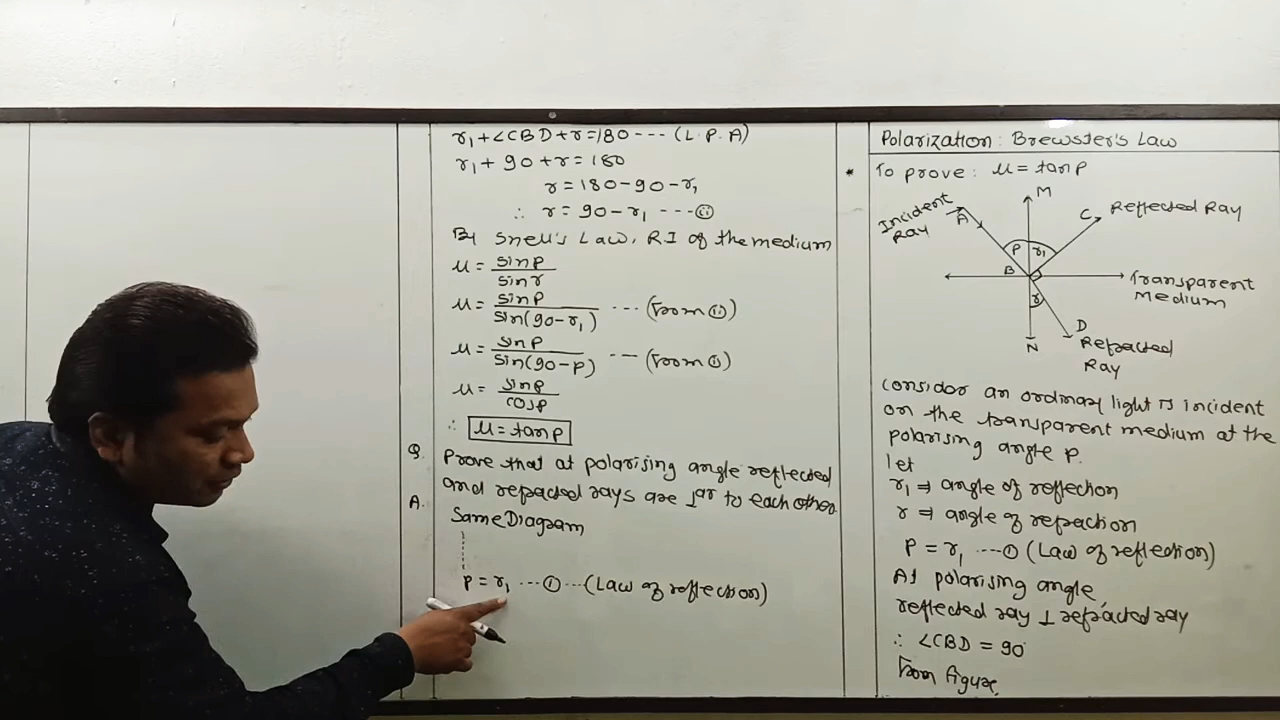 Polarization: Brewster's Law
To prove: μ = tanp
M
Incident Ray
A
C
Reflected Ray
P
r₁
B
Transparent Medium
r
D
N
Refracted Ray
Consider an ordinary light is incident
on the transparent medium at the
polarising angle p.
let
r₁ ⇒ angle of reflection
r ⇒ angle of refraction
P = r₁ ---① (Law of reflection)
At polarising angle,
reflected ray ⊥ refracted ray
∴ ∠CBD = 90
From figure,
r₁+∠CBD+r=180--- (L.P.A)
r₁+ 90 +r = 180
r = 180-90-r₁
∴ r = 90-r₁ ---ⅱ
By Snell's Law, RI of the medium
μ = sinp / sinr
μ = sinp / sin(90-r₁) --- (From ⅱ)
μ = sinp / sin(90-p) --- (From ①)
μ = sinp / cosp
∴ μ = tanp
Q. Prove that at polarising angle reflected
and refracted rays are ⊥ar to each other.
A. Same Diagram
P = r₁ ---①---(Law of reflection)